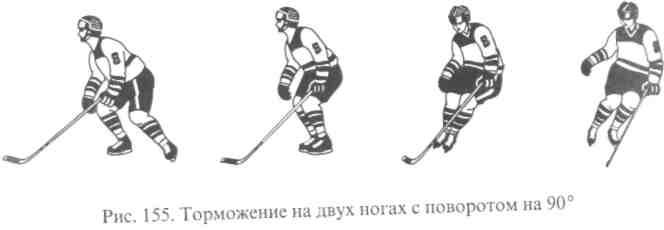 Рис. 155. Торможение на двух ногах с поворотом на 90°